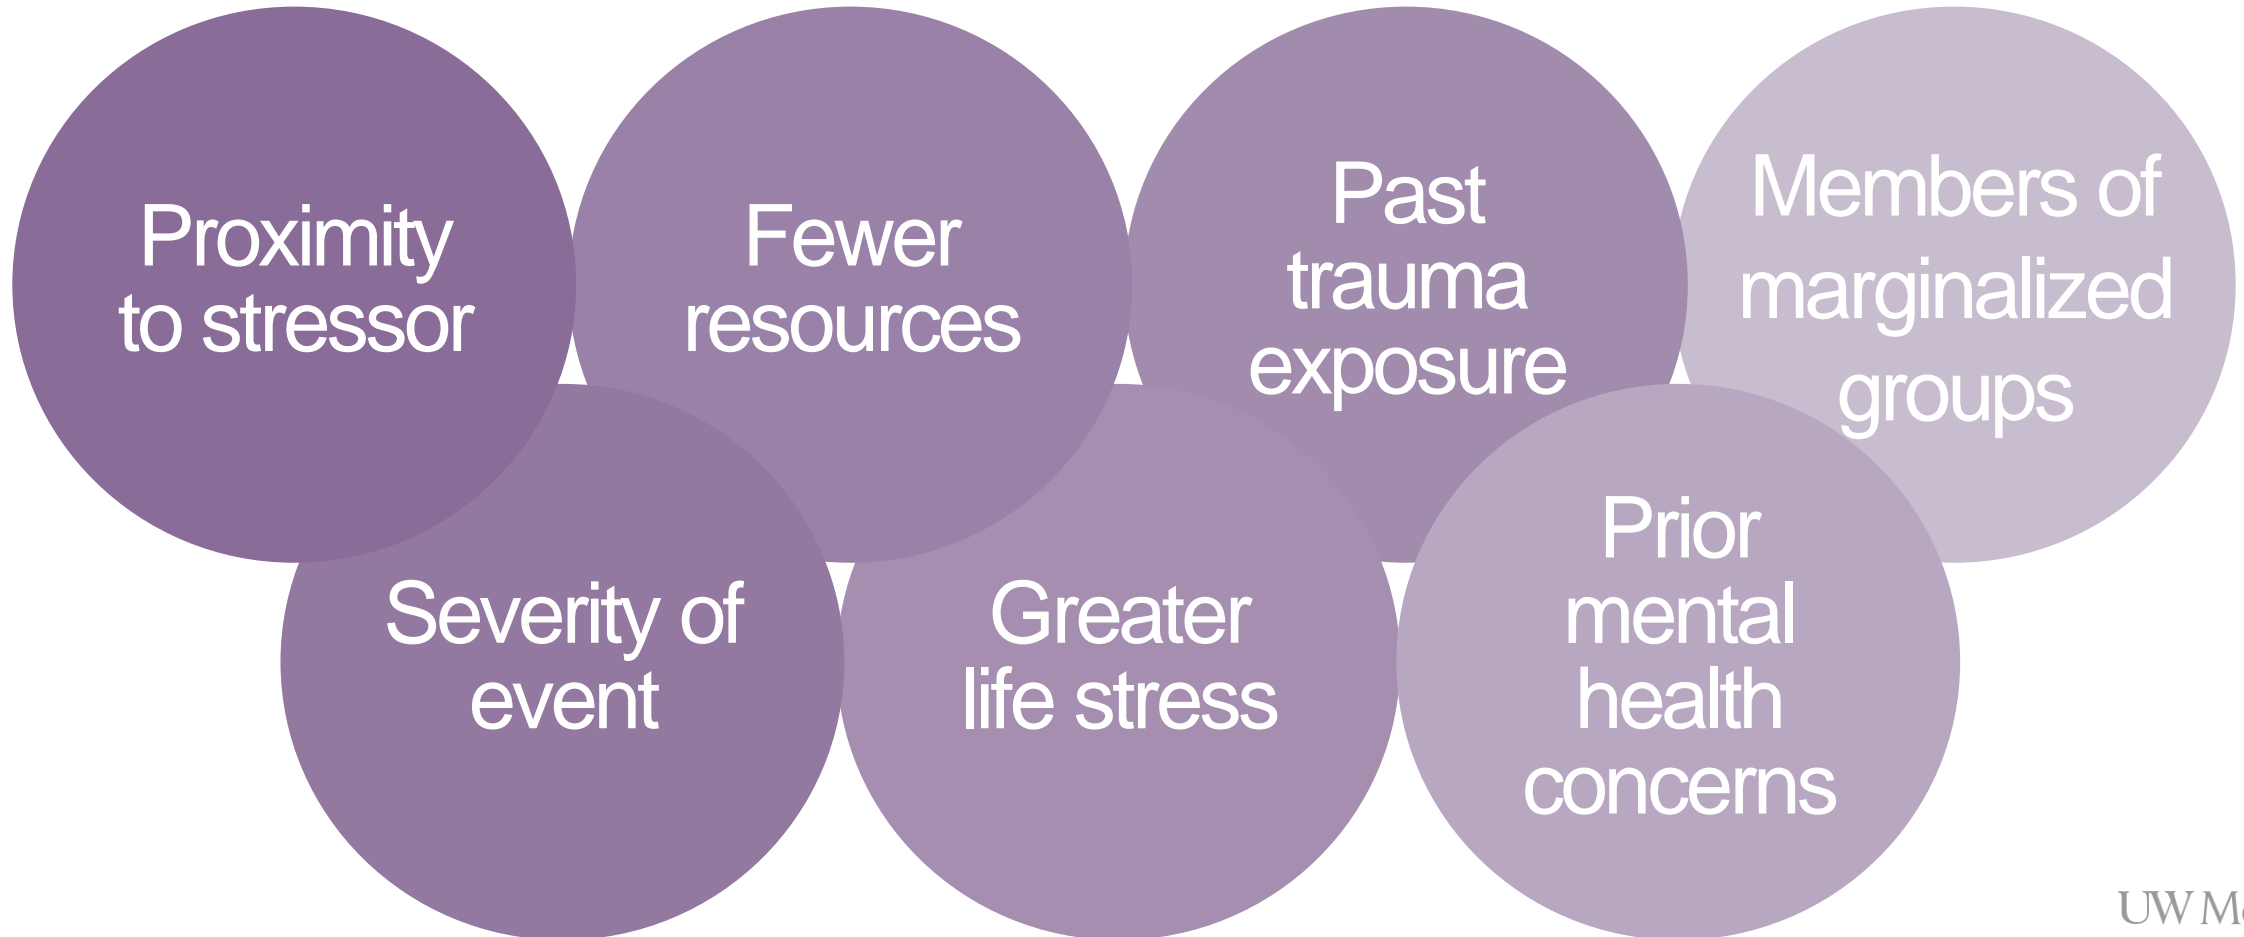 Proximity
to stressor
Fewer
resources
Past
trauma
exposure
Members of
marginalized
groups
Severity of
event
Greater
life stress
Prior
mental
health
concerns
UW